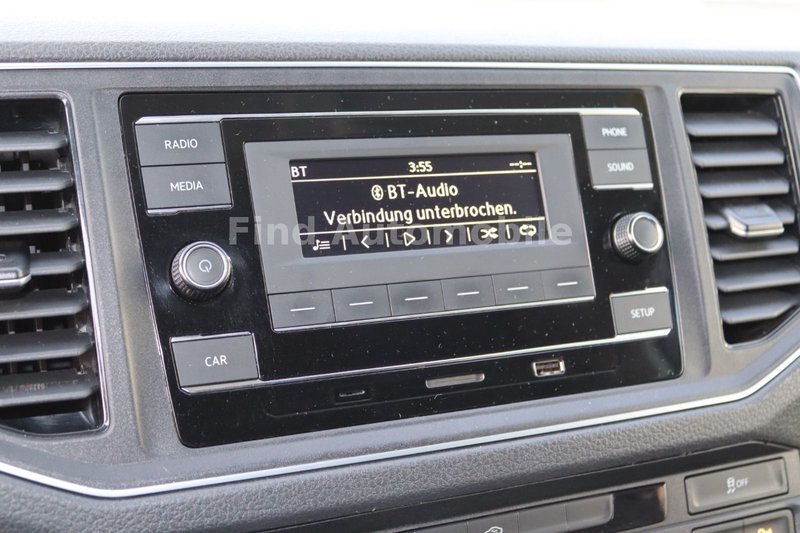 RADIO
MEDIA
CAR
BT 3:55 --:--
BT-Audio
Verbindung unterbrochen.
PHONE
SOUND
SETUP
Find Automobile
OFF